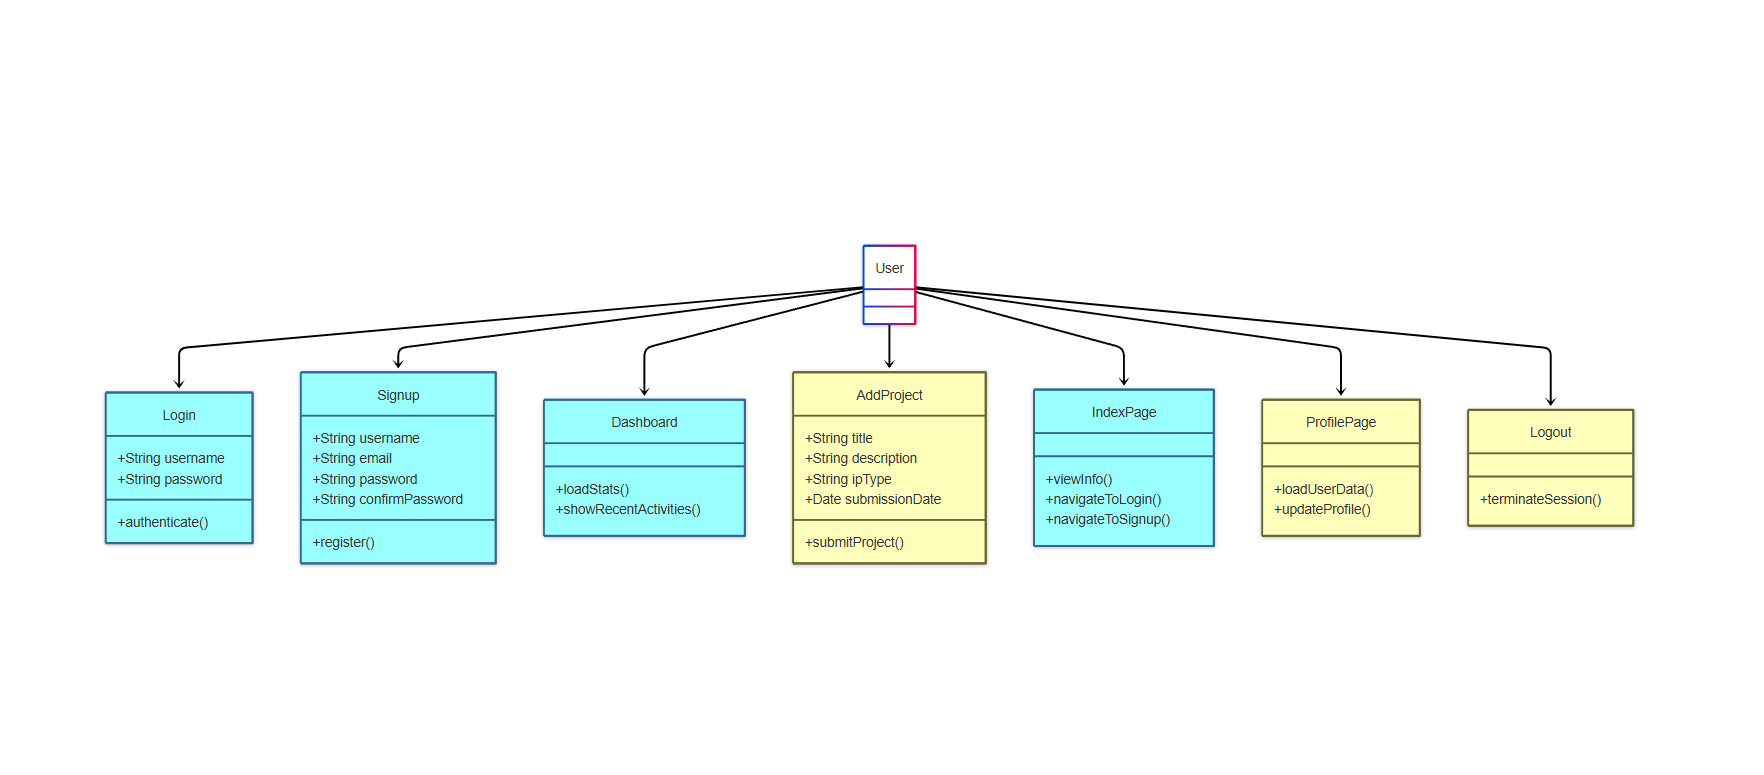 User
Login
+String username
+String password
+authenticate()
Signup
+String username
+String email
+String password
+String confirmPassword
+register()
Dashboard
+loadStats()
+showRecentActivities()
AddProject
+String title
+String description
+String ipType
+Date submissionDate
+submitProject()
IndexPage
+viewInfo()
+navigateToLogin()
+navigateToSignup()
ProfilePage
+loadUserData()
+updateProfile()
Logout
+terminateSession()